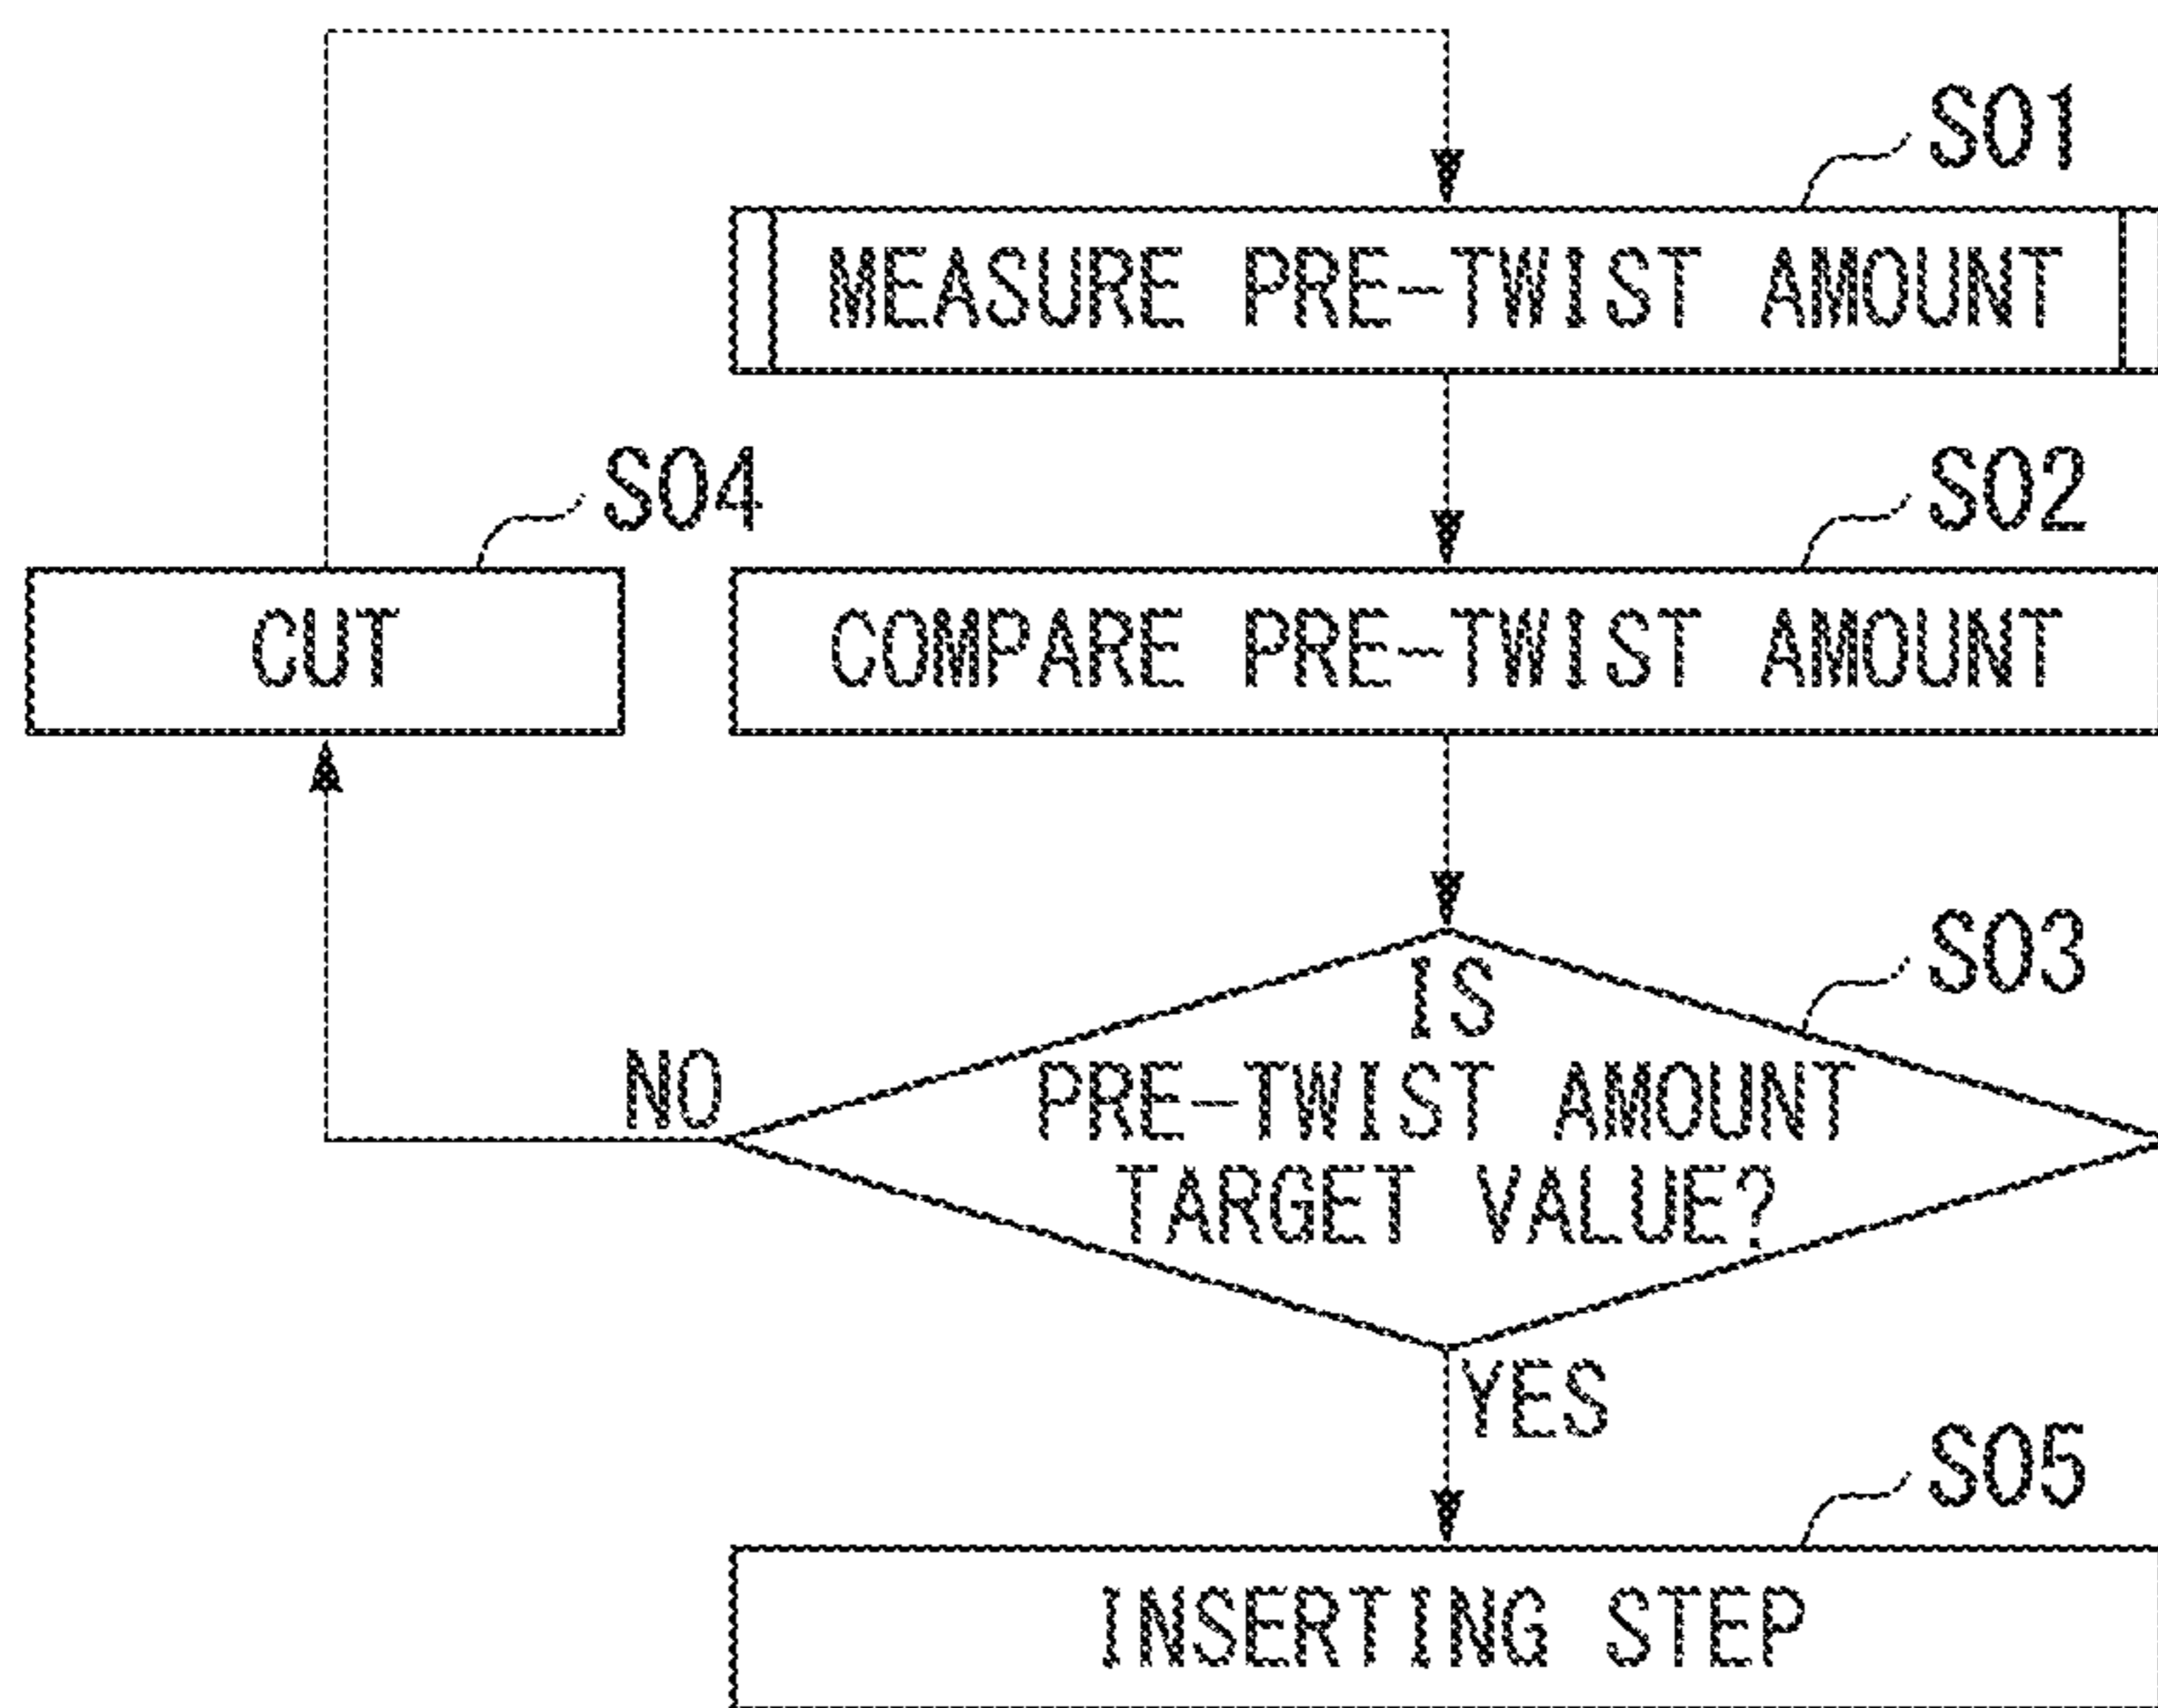 S01
MEASURE PRE-TWIST AMOUNT
S04
S02
CUT
COMPARE PRE-TWIST AMOUNT
S03
IS
PRE-TWIST AMOUNT
TARGET VALUE?
NO
YES
S05
INSERTING STEP